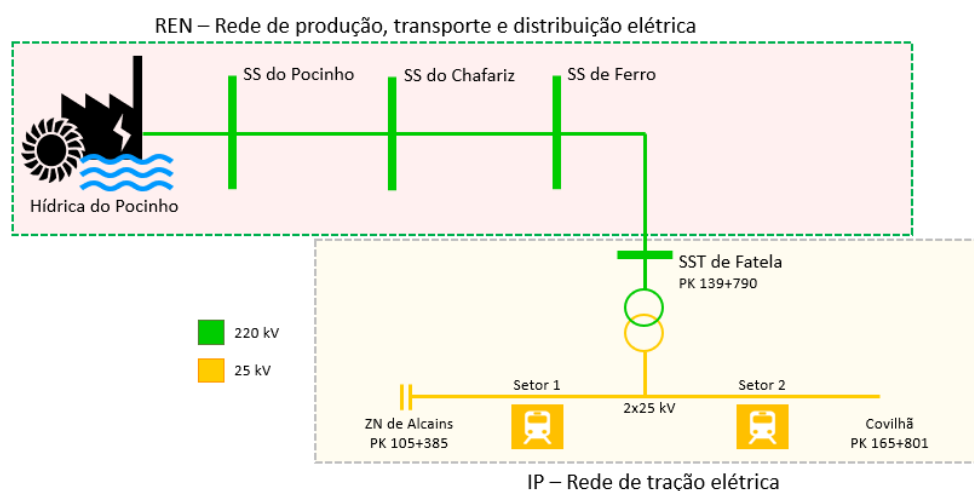 REN – Rede de produção, transporte e distribuição elétrica
SS do Pocinho
SS do Chafariz
SS de Ferro
Hídrica do Pocinho
SST de Fatela
PK 139+790
220 kV
25 kV
Setor 1
Setor 2
2x25 kV
ZN de Alcains
PK 105+385
Covilhã
PK 165+801
IP – Rede de tração elétrica